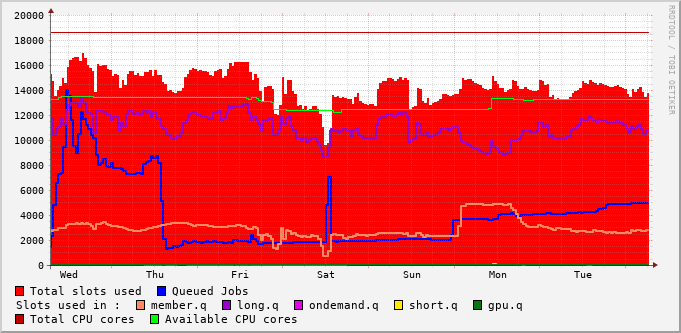 20000
18000
16000
14000
12000
10000
8000
6000
4000
2000
0
Wed Thu Fri Sat Sun Mon Tue
Total slots used Queued Jobs
Slots used in : member.q long.q ondemand.q short.q gpu.q
Total CPU cores Available CPU cores
RRDTOOL / TOBI OETIKER